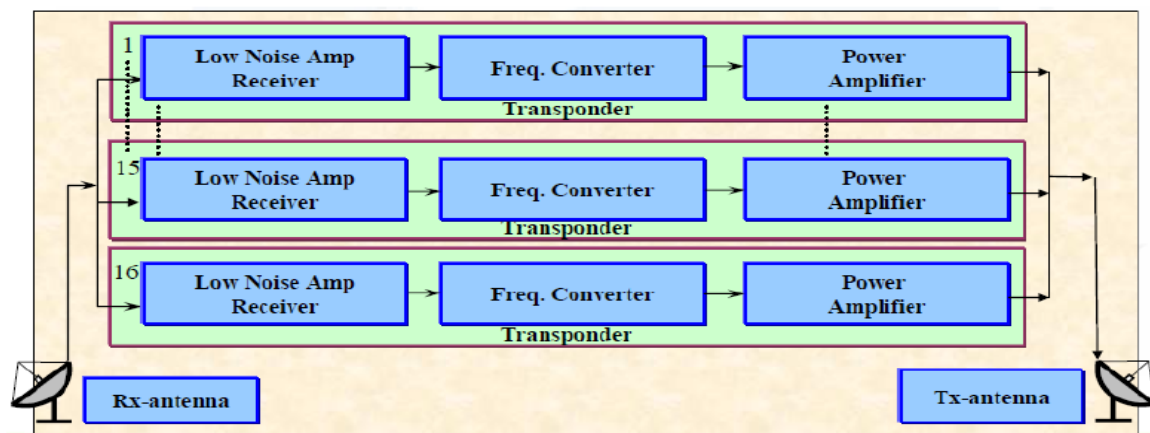 1
Low Noise Amp
Receiver
Freq. Converter
Power
Amplifier
Transponder
15
Low Noise Amp
Receiver
Freq. Converter
Power
Amplifier
Transponder
16
Low Noise Amp
Receiver
Freq. Converter
Power
Amplifier
Transponder
Rx-antenna
Tx-antenna